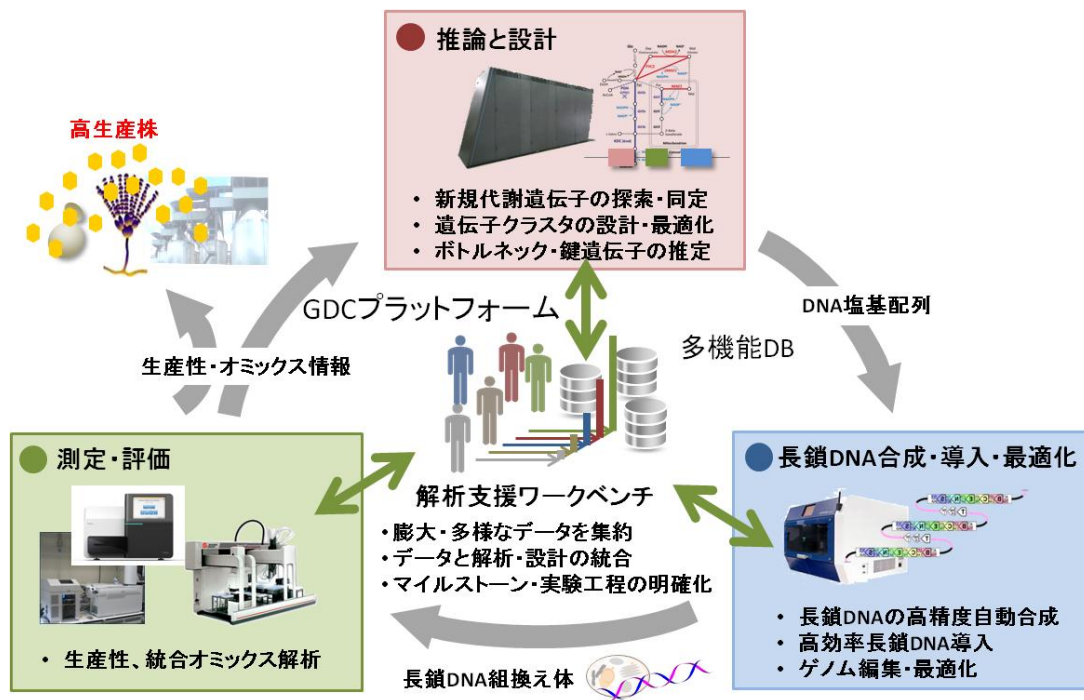 推論と設計
・ 新規代謝遺伝子の探索・同定
・ 遺伝子クラスタの設計・最適化
・ ボトルネック・鍵遺伝子の推定
高生産株
GDCプラットフォーム
DNA塩基配列
多機能DB
生産性・オミックス情報
測定・評価
・ 生産性、統合オミックス解析
解析支援ワークベンチ
・膨大・多様なデータを集約
・データと解析・設計の統合
・マイルストーン・実験工程の明確化
長鎖DNA合成・導入・最適化
・ 長鎖DNAの高精度自動合成
・ 高効率長鎖DNA導入
・ ゲノム編集・最適化
長鎖DNA組換え体